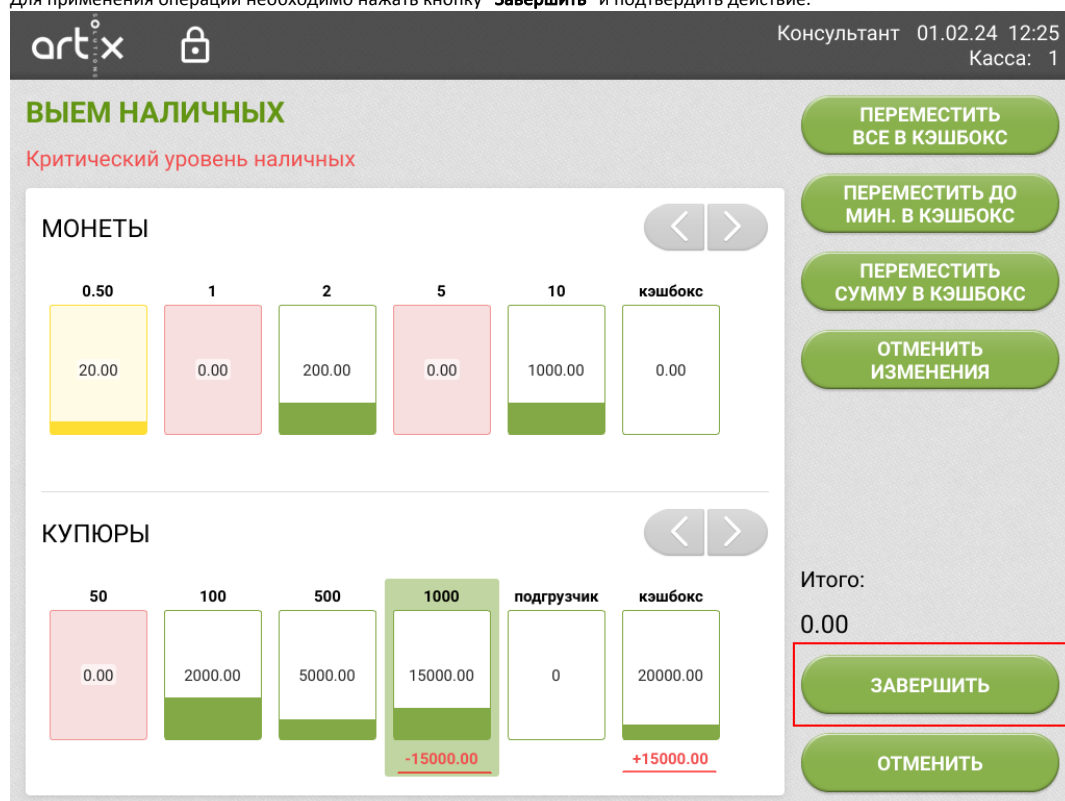 Для применения операции необходимо нажать кнопку "Завершить" и подтвердить действие.
artix
Консультант 01.02.24 12:25
Касса: 1
ВЫЕМ НАЛИЧНЫХ
Критический уровень наличных
ПЕРЕМЕСТИТЬ
ВСЕ В КЭШБОКС
ПЕРЕМЕСТИТЬ ДО
МИН. В КЭШБОКС
ПЕРЕМЕСТИТЬ
СУММУ В КЭШБОКС
ОТМЕНИТЬ
ИЗМЕНЕНИЯ
МОНЕТЫ
0.50 1 2 5 10 кэшбокс
20.00 0.00 200.00 0.00 1000.00 0.00
КУПЮРЫ
50 100 500 1000 подгрузчик кэшбокс
0.00 2000.00 5000.00 15000.00 0 20000.00
-15000.00 +15000.00
Итого:
0.00
ЗАВЕРШИТЬ
ОТМЕНИТЬ